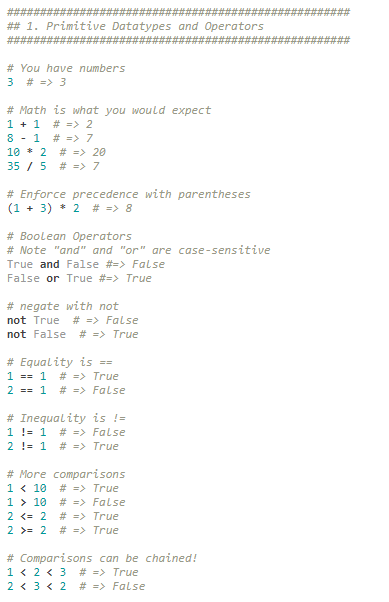 ####################################################
## 1. Primitive Datatypes and Operators
####################################################

# You have numbers
3  # => 3

# Math is what you would expect
1 + 1  # => 2
8 - 1  # => 7
10 * 2  # => 20
35 / 5  # => 7

# Enforce precedence with parentheses
(1 + 3) * 2  # => 8

# Boolean Operators
# Note "and" and "or" are case-sensitive
True and False #=> False
False or True #=> True

# negate with not
not True  # => False
not False  # => True

# Equality is ==
1 == 1  # => True
2 == 1  # => False

# Inequality is !=
1 != 1  # => False
2 != 1  # => True

# More comparisons
1 < 10  # => True
1 > 10  # => False
2 <= 2  # => True
2 >= 2  # => True

# Comparisons can be chained!
1 < 2 < 3  # => True
2 < 3 < 2  # => False